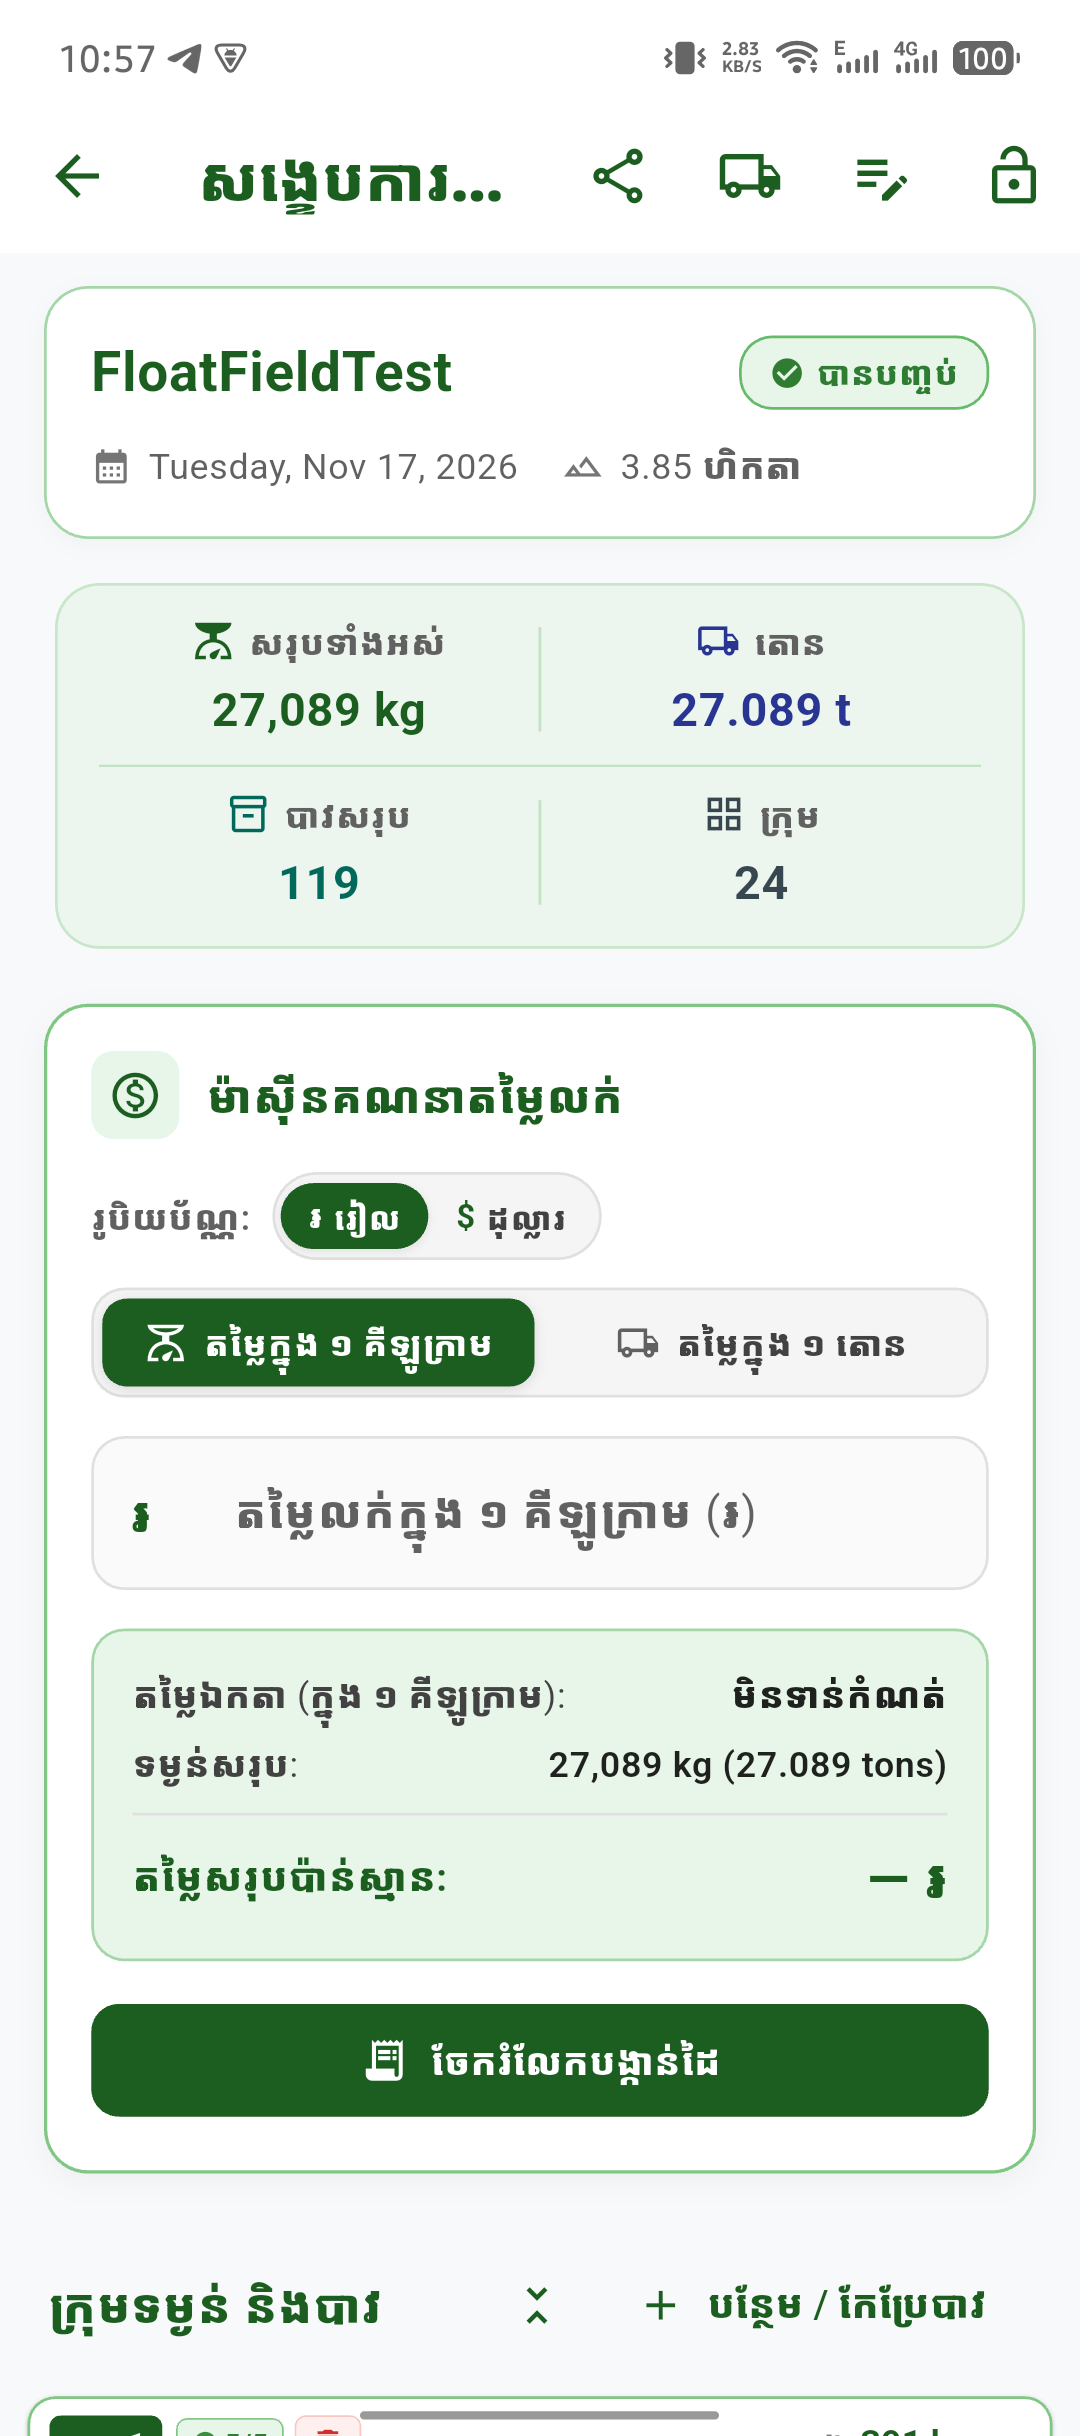 10:57
2.83 KB/S E 4G 100
សង្ខេបការ...
FloatFieldTest
បានបញ្ចប់
Tuesday, Nov 17, 2026 3.85 ហិកតា
សរុបទាំងអស់
27,089 kg
តោន
27.089 t
បាវសរុប
119
ក្រុម
24
ម៉ាស៊ីនគណនាតម្លៃលក់
រូបិយប័ណ្ណ: ៛ រៀល $ ដុល្លារ
តម្លៃក្នុង ១ គីឡូក្រាម តម្លៃក្នុង ១ តោន
៛ តម្លៃលក់ក្នុង ១ គីឡូក្រាម (៛)
តម្លៃឯកតា (ក្នុង ១ គីឡូក្រាម): មិនទាន់កំណត់
ទម្ងន់សរុប: 27,089 kg (27.089 tons)
តម្លៃសរុបប៉ាន់ស្មាន: — ៛
ចែករំលែកបង្កាន់ដៃ
ក្រុមទម្ងន់ និងបាវ
+ បន្ថែម / កែប្រែបាវ